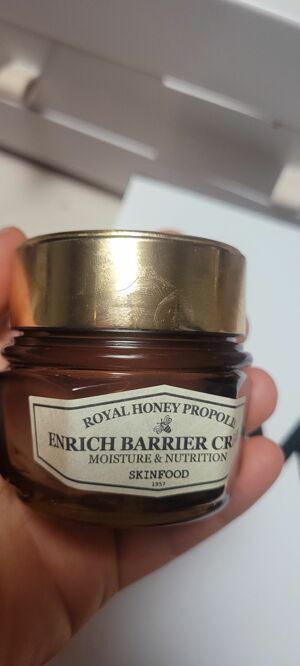 ROYAL HONEY PROPOLI
ENRICH BARRIER CR
MOISTURE & NUTRITION
SKINFOOD
1957